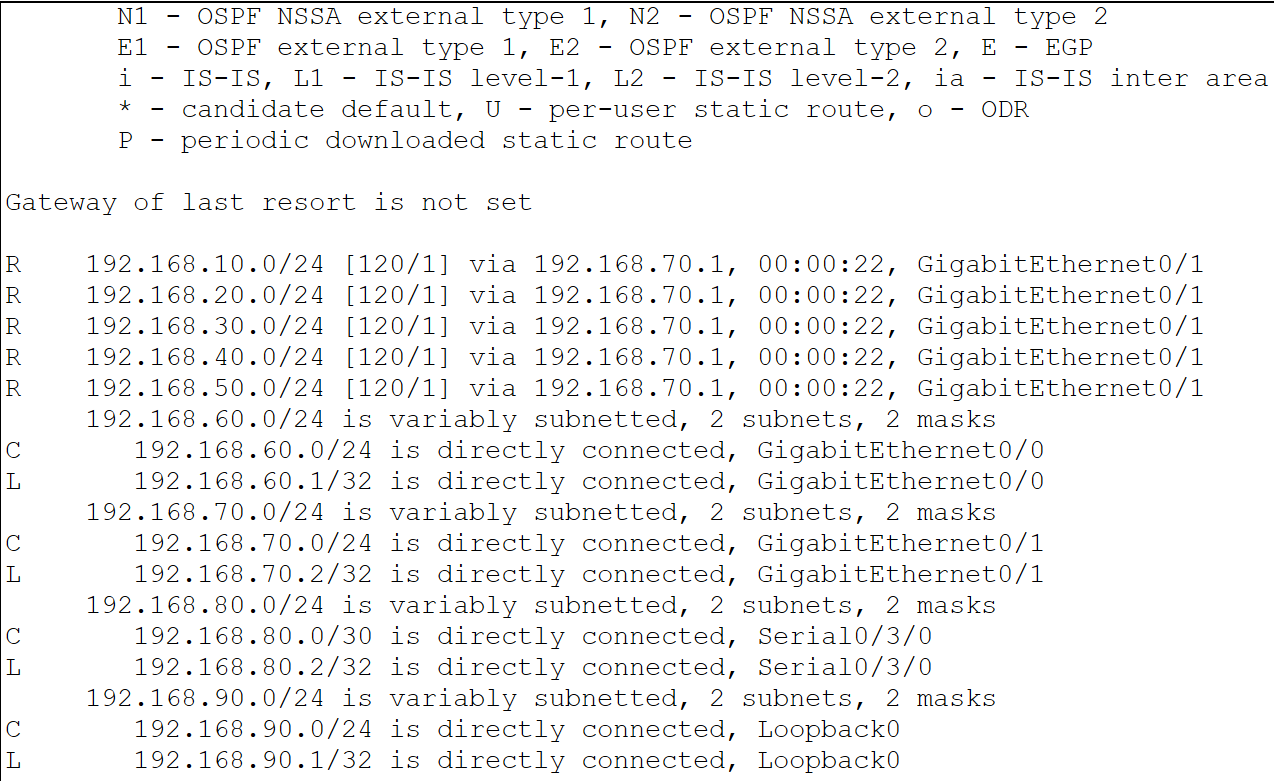 N1 - OSPF NSSA external type 1, N2 - OSPF NSSA external type 2
E1 - OSPF external type 1, E2 - OSPF external type 2, E - EGP
i - IS-IS, L1 - IS-IS level-1, L2 - IS-IS level-2, ia - IS-IS inter area
* - candidate default, U - per-user static route, o - ODR
P - periodic downloaded static route
Gateway of last resort is not set
R 192.168.10.0/24 [120/1] via 192.168.70.1, 00:00:22, GigabitEthernet0/1
R 192.168.20.0/24 [120/1] via 192.168.70.1, 00:00:22, GigabitEthernet0/1
R 192.168.30.0/24 [120/1] via 192.168.70.1, 00:00:22, GigabitEthernet0/1
R 192.168.40.0/24 [120/1] via 192.168.70.1, 00:00:22, GigabitEthernet0/1
R 192.168.50.0/24 [120/1] via 192.168.70.1, 00:00:22, GigabitEthernet0/1
192.168.60.0/24 is variably subnetted, 2 subnets, 2 masks
C 192.168.60.0/24 is directly connected, GigabitEthernet0/0
L 192.168.60.1/32 is directly connected, GigabitEthernet0/0
192.168.70.0/24 is variably subnetted, 2 subnets, 2 masks
C 192.168.70.0/24 is directly connected, GigabitEthernet0/1
L 192.168.70.2/32 is directly connected, GigabitEthernet0/1
192.168.80.0/24 is variably subnetted, 2 subnets, 2 masks
C 192.168.80.0/30 is directly connected, Serial0/3/0
L 192.168.80.2/32 is directly connected, Serial0/3/0
192.168.90.0/24 is variably subnetted, 2 subnets, 2 masks
C 192.168.90.0/24 is directly connected, Loopback0
L 192.168.90.1/32 is directly connected, Loopback0